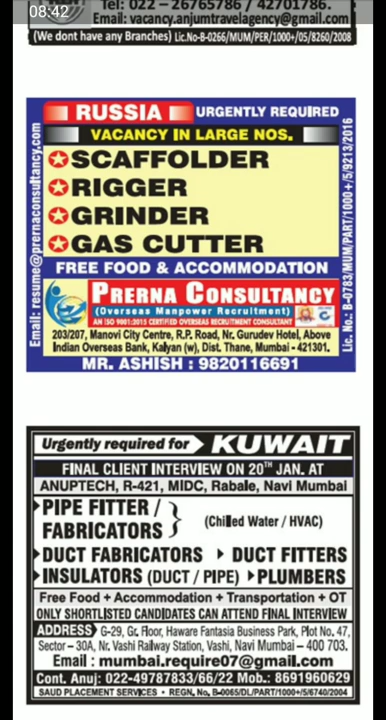 08:42
Tel: 022 – 26765786 / 42701786.
Email: vacancy.anjumtravelagency@gmail.com
(We dont have any Branches) Lic.No-B-0266/MUM/PER/1000+/05/8260/2008
RUSSIA URGENTLY REQUIRED
VACANCY IN LARGE NOS.
SCAFFOLDER
RIGGER
GRINDER
GAS CUTTER
FREE FOOD & ACCOMMODATION
Email: resume@prernaconsultancy.com
Lic. No.: B-0783/MUM/PART/1000+/5/9213/2016
PRERNA CONSULTANCY
(Overseas Manpower Recruitment)
AN ISO 9001:2015 CERTIFIED OVERSEAS RECRUITMENT CONSULTANT
203/207, Manovi City Centre, R.P. Road, Nr. Gurudev Hotel, Above
Indian Overseas Bank, Kalyan (w), Dist. Thane, Mumbai - 421301.
MR. ASHISH : 9820116691
Urgently required for KUWAIT
FINAL CLIENT INTERVIEW ON 20TH JAN. AT
ANUPTECH, R-421, MIDC, Rabale, Navi Mumbai
PIPE FITTER /
FABRICATORS
(Chilled Water / HVAC)
DUCT FABRICATORS DUCT FITTERS
INSULATORS (DUCT / PIPE) PLUMBERS
Free Food + Accommodation + Transportation + OT
ONLY SHORTLISTED CANDIDATES CAN ATTEND FINAL INTERVIEW
ADDRESS G-29, Gr. Floor, Haware Fantasia Business Park, Plot No. 47,
Sector – 30A, Nr. Vashi Railway Station, Vashi, Navi Mumbai – 400 703.
Email : mumbai.require07@gmail.com
Cont. Anuj: 022-49787833/66/22 Mob.: 8691960629
SAUD PLACEMENT SERVICES • REGN. No. B-0065/DL/PART/1000+/5/6740/2004